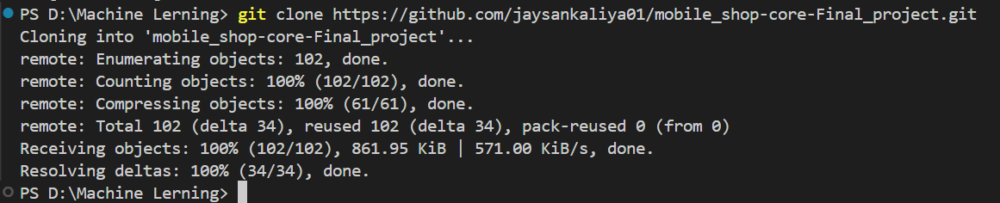 PS D:\Machine Lerning> git clone https://github.com/jaysankaliya01/mobile_shop-core-Final_project.git
Cloning into 'mobile_shop-core-Final_project'...
remote: Enumerating objects: 102, done.
remote: Counting objects: 100% (102/102), done.
remote: Compressing objects: 100% (61/61), done.
remote: Total 102 (delta 34), reused 102 (delta 34), pack-reused 0 (from 0)
Receiving objects: 100% (102/102), 861.95 KiB | 571.00 KiB/s, done.
Resolving deltas: 100% (34/34), done.
PS D:\Machine Lerning>